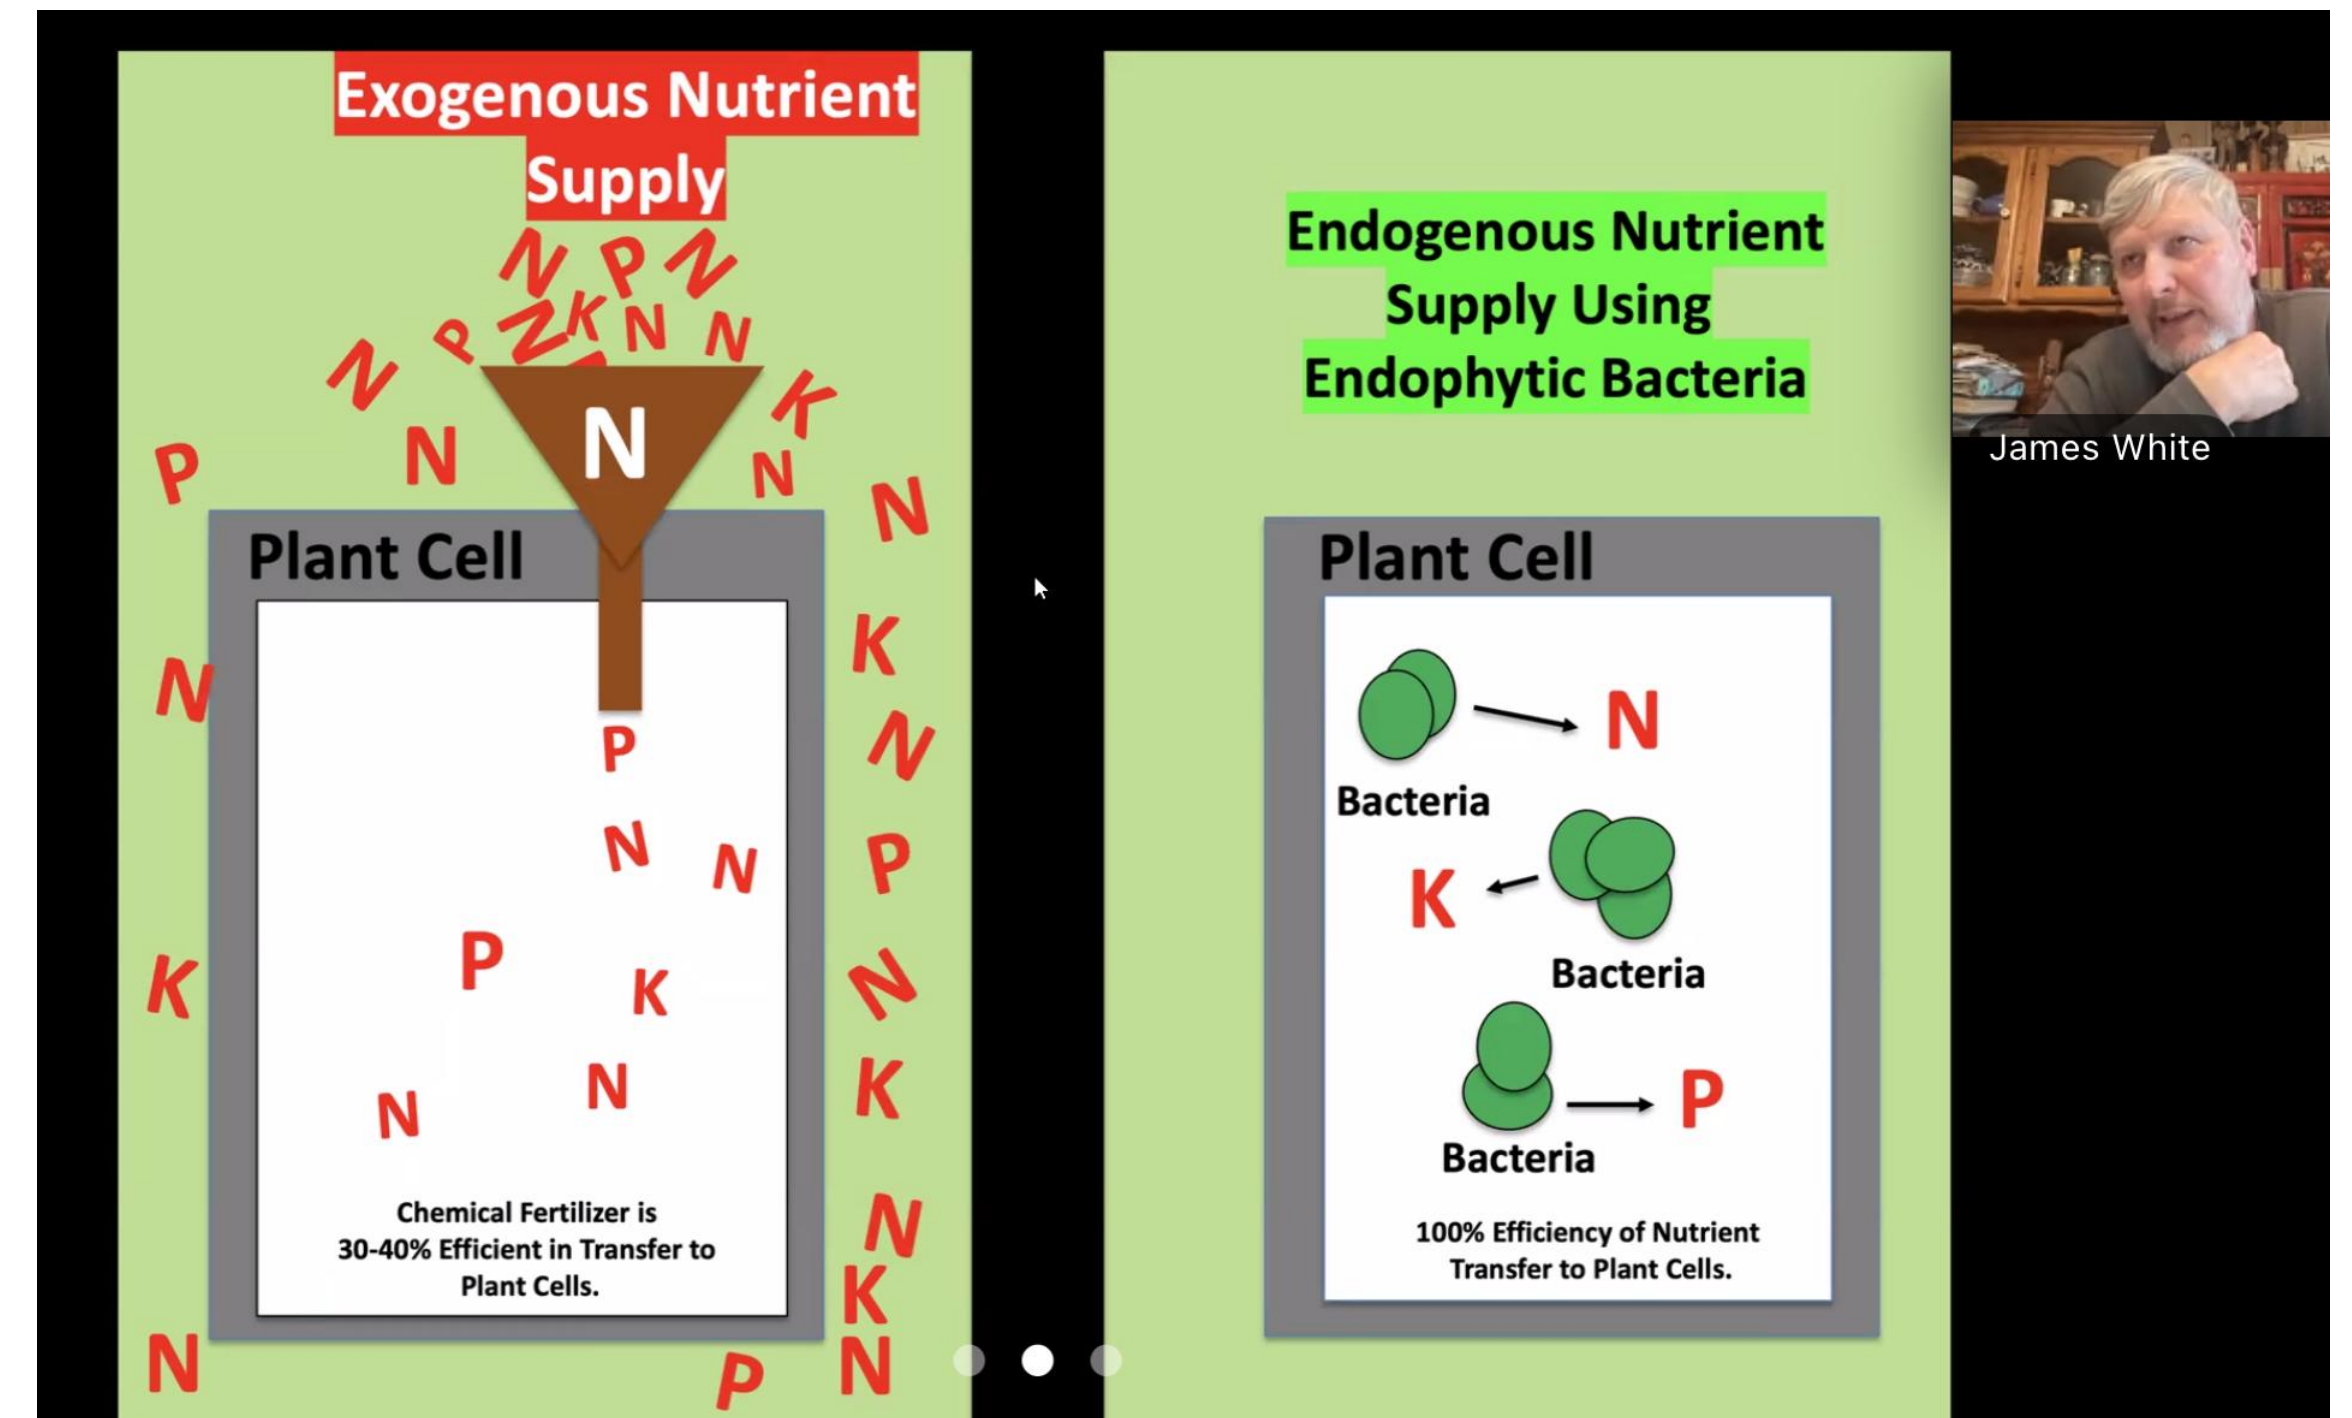 Exogenous Nutrient
Supply
N P N
N P N K N N
K
P N N N
N
Plant Cell
K
N
P
N
N
N
P
N
P
K
K
N
N
K
N
Chemical Fertilizer is
30-40% Efficient in Transfer to
Plant Cells.
N
K
N
P
N
Endogenous Nutrient
Supply Using
Endophytic Bacteria
Plant Cell
N
Bacteria
K
Bacteria
P
Bacteria
100% Efficiency of Nutrient
Transfer to Plant Cells.
James White